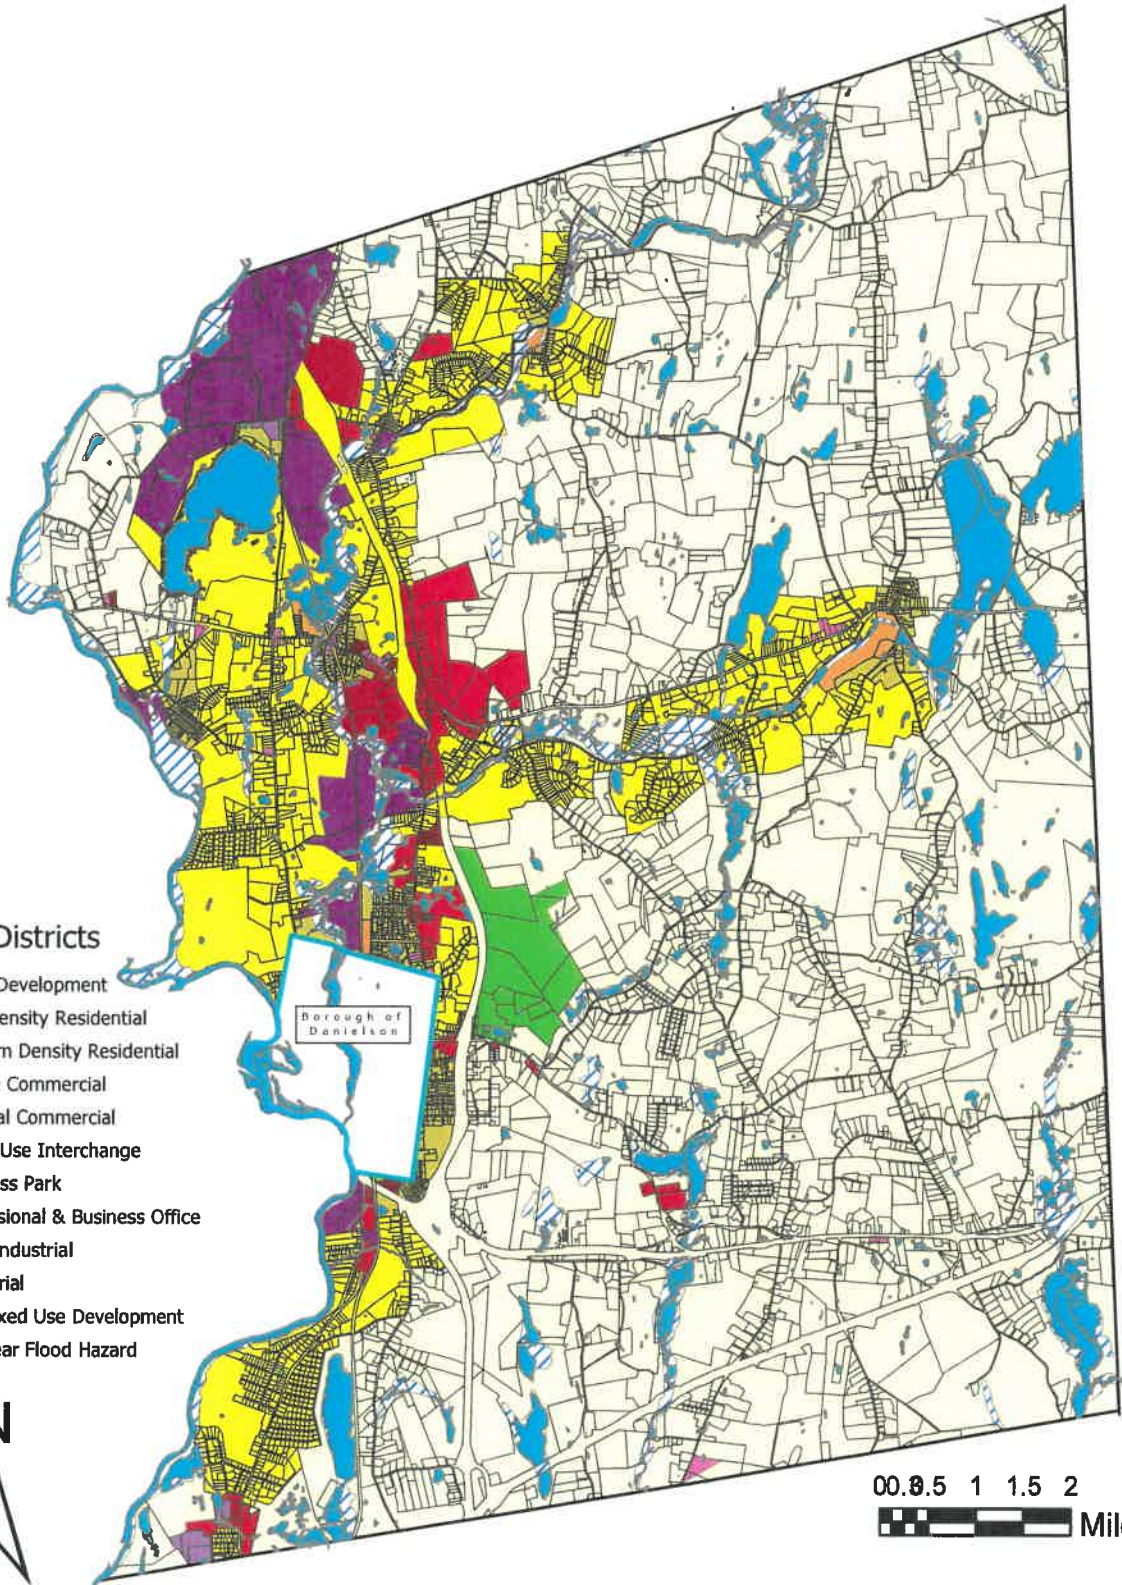 Districts
Development
ensity Residential
m Density Residential
Commercial
al Commercial
Use Interchange
ss Park
sional & Business Office
ndustrial
rial
xed Use Development
ear Flood Hazard
Borough of
Danielson
N
1 1.5 2
Mil